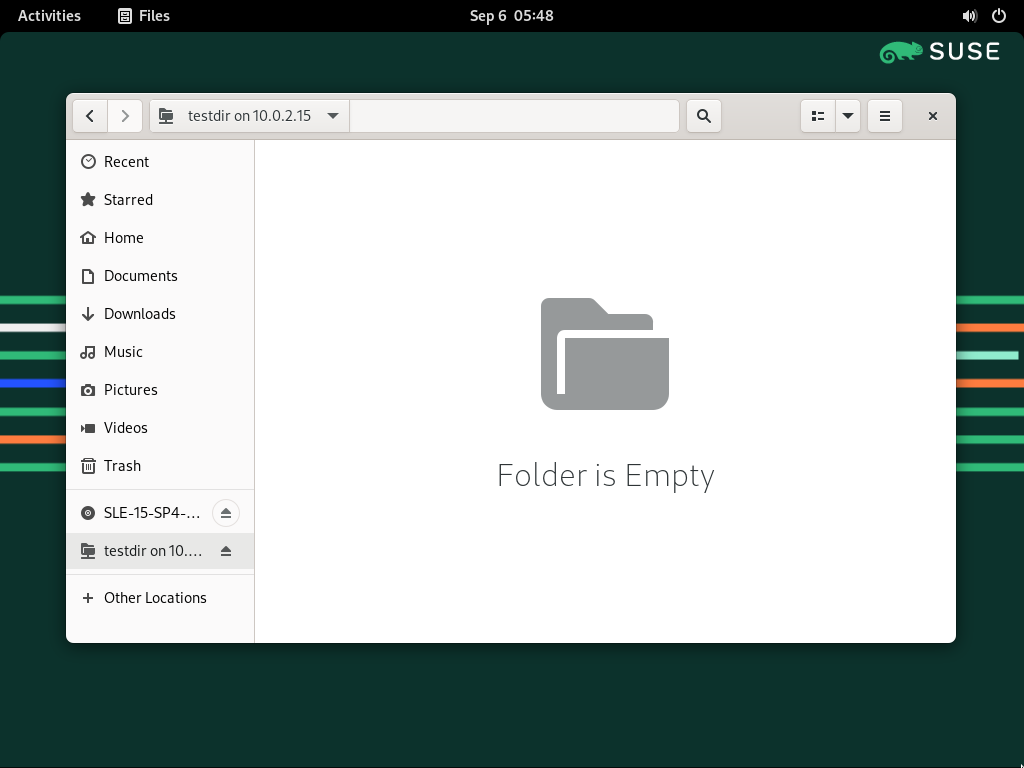 Activities
Files
Sep 6 05:48
SUSE
testdir on 10.0.2.15
Recent
Starred
Home
Documents
Downloads
Music
Pictures
Videos
Trash
SLE-15-SP4-...
testdir on 10....
Other Locations
Folder is Empty